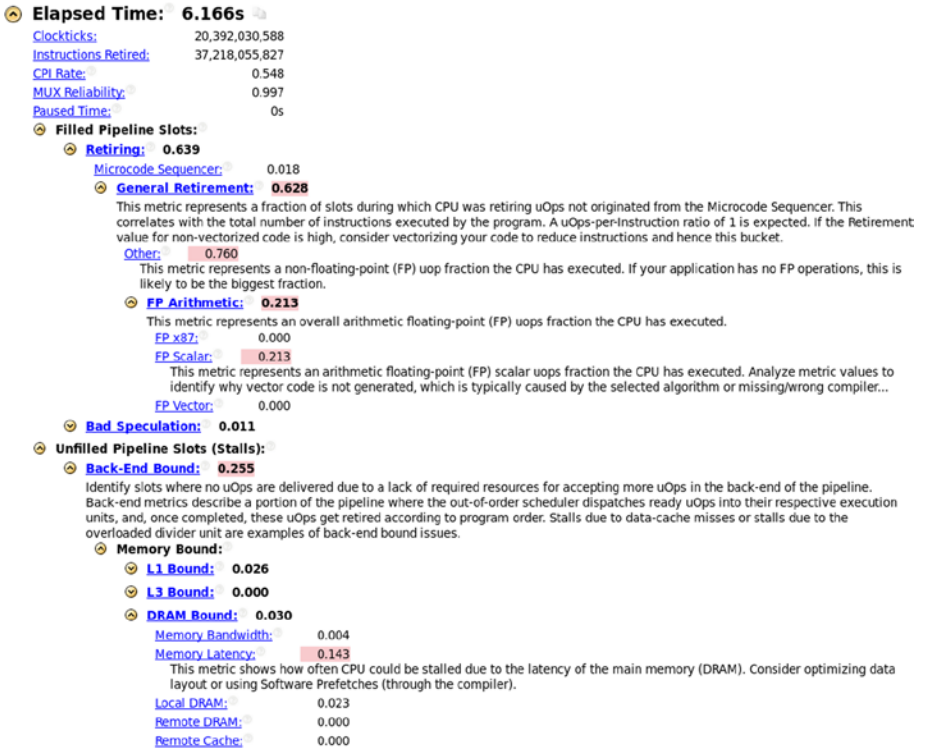 Elapsed Time: 6.166s
Clockticks: 20,392,030,588
Instructions Retired: 37,218,055,827
CPI Rate: 0.548
MUX Reliability: 0.997
Paused Time: 0s
Filled Pipeline Slots:
Retiring: 0.639
Microcode Sequencer: 0.018
General Retirement: 0.628
This metric represents a fraction of slots during which CPU was retiring uOps not originated from the Microcode Sequencer. This
correlates with the total number of instructions executed by the program. A uOps-per-Instruction ratio of 1 is expected. If the Retirement
value for non-vectorized code is high, consider vectorizing your code to reduce instructions and hence this bucket.
Other: 0.760
This metric represents a non-floating-point (FP) uop fraction the CPU has executed. If your application has no FP operations, this is
likely to be the biggest fraction.
FP Arithmetic: 0.213
This metric represents an overall arithmetic floating-point (FP) uops fraction the CPU has executed.
FP x87: 0.000
FP Scalar: 0.213
This metric represents an arithmetic floating-point (FP) scalar uops fraction the CPU has executed. Analyze metric values to
identify why vector code is not generated, which is typically caused by the selected algorithm or missing/wrong compiler...
FP Vector: 0.000
Bad Speculation: 0.011
Unfilled Pipeline Slots (Stalls):
Back-End Bound: 0.255
Identify slots where no uOps are delivered due to a lack of required resources for accepting more uOps in the back-end of the pipeline.
Back-end metrics describe a portion of the pipeline where the out-of-order scheduler dispatches ready uOps into their respective execution
units, and, once completed, these uOps get retired according to program order. Stalls due to data-cache misses or stalls due to the
overloaded divider unit are examples of back-end bound issues.
Memory Bound:
L1 Bound: 0.026
L3 Bound: 0.000
DRAM Bound: 0.030
Memory Bandwidth: 0.004
Memory Latency: 0.143
This metric shows how often CPU could be stalled due to the latency of the main memory (DRAM). Consider optimizing data
layout or using Software Prefetches (through the compiler).
Local DRAM: 0.023
Remote DRAM: 0.000
Remote Cache: 0.000